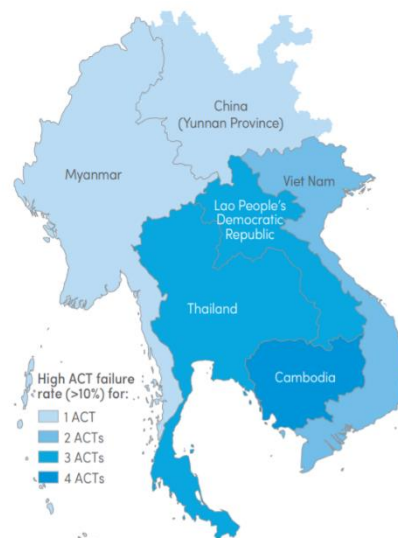 China
(Yunnan Province)
Myanmar
Viet Nam
Lao People's
Democratic
Republic
Thailand
Cambodia
High ACT failure
rate (>10%) for:
1 ACT
2 ACTs
3 ACTs
4 ACTs